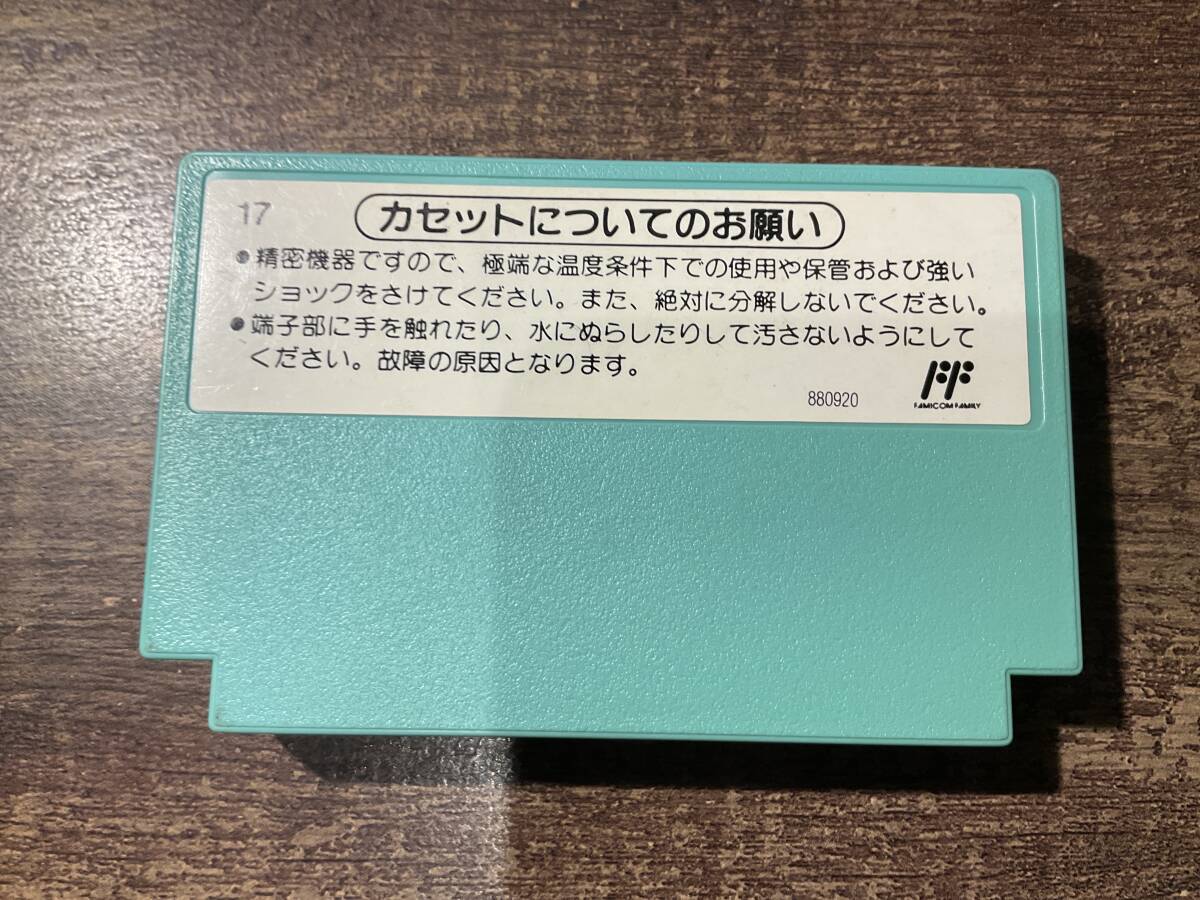 17
カセットについてのお願い
●精密機器ですので、極端な温度条件下での使用や保管および強い
ショックをさけてください。また、絶対に分解しないでください。
●端子部に手を触れたり、水にぬらしたりして汚さないようにして
ください。故障の原因となります。
880920
FAMICOM FAMILY